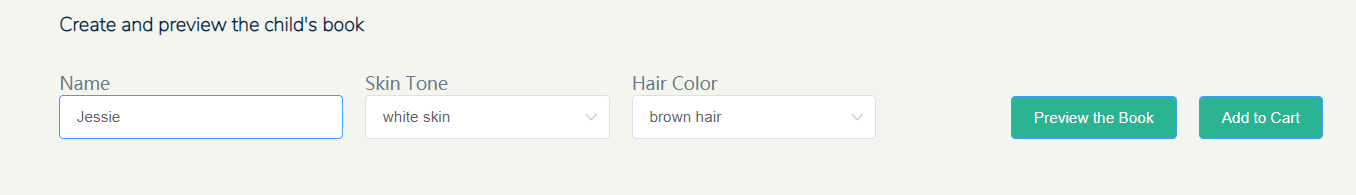 Create and preview the child's book
Name Skin Tone Hair Color
Jessie white skin brown hair Preview the Book Add to Cart